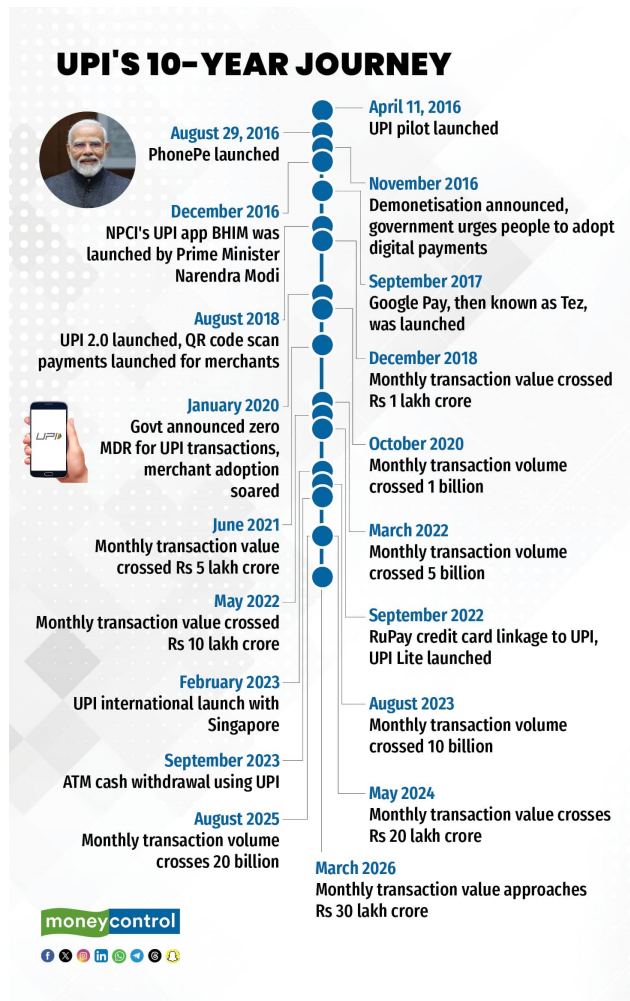 UPI'S 10-YEAR JOURNEY
April 11, 2016
UPI pilot launched
August 29, 2016
PhonePe launched
November 2016
Demonetisation announced,
government urges people to adopt
digital payments
December 2016
NPCI's UPI app BHIM was
launched by Prime Minister
Narendra Modi
September 2017
Google Pay, then known as Tez,
was launched
August 2018
UPI 2.0 launched, QR code scan
payments launched for merchants
December 2018
Monthly transaction value crossed
Rs 1 lakh crore
January 2020
Govt announced zero
MDR for UPI transactions,
merchant adoption
soared
UPI
October 2020
Monthly transaction volume
crossed 1 billion
June 2021
Monthly transaction value
crossed Rs 5 lakh crore
March 2022
Monthly transaction volume
crossed 5 billion
May 2022
Monthly transaction value crossed
Rs 10 lakh crore
September 2022
RuPay credit card linkage to UPI,
UPI Lite launched
February 2023
UPI international launch with
Singapore
August 2023
Monthly transaction volume
crossed 10 billion
September 2023
ATM cash withdrawal using UPI
May 2024
Monthly transaction value crosses
Rs 20 lakh crore
August 2025
Monthly transaction volume
crosses 20 billion
March 2026
Monthly transaction value approaches
Rs 30 lakh crore
moneycontrol